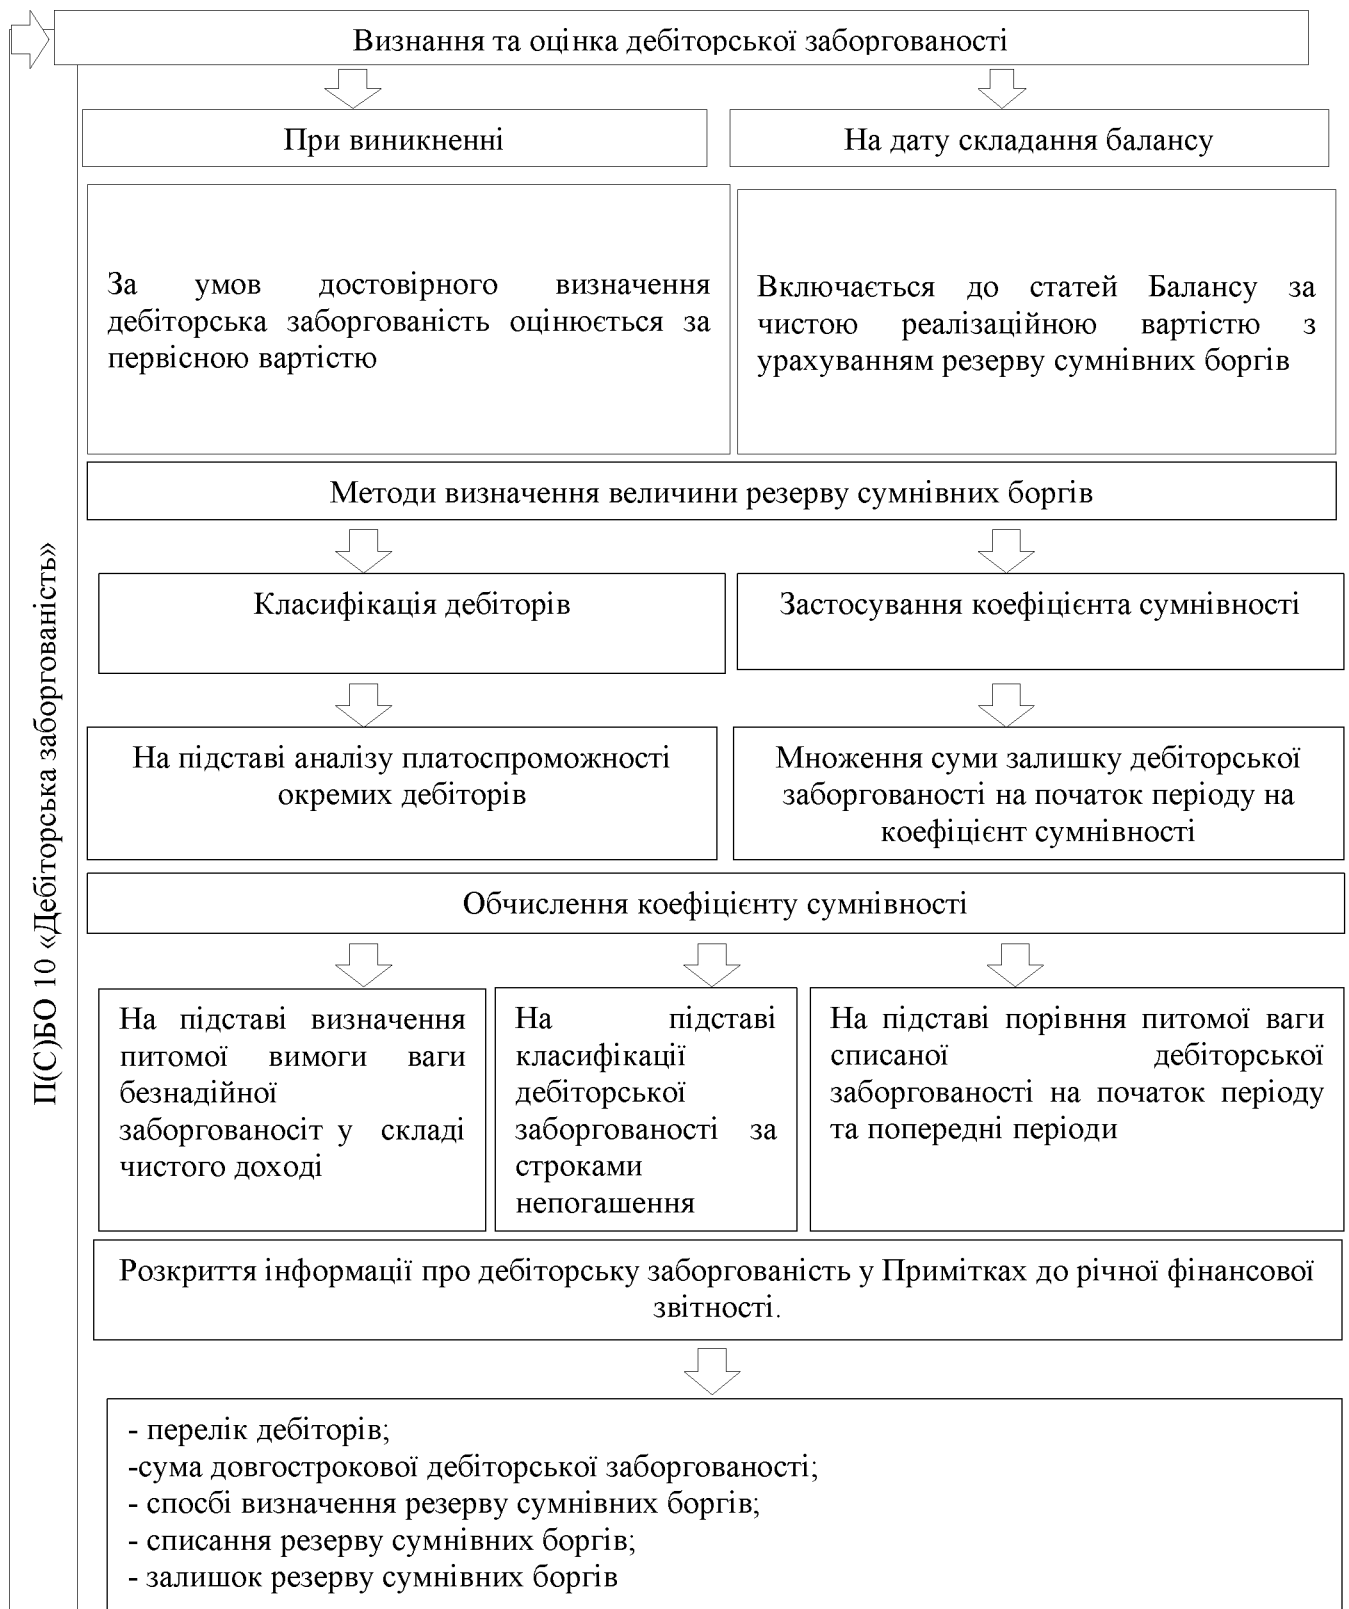 Визнання та оцінка дебіторської заборгованості
При виникненні
На дату складання балансу
За умов достовірного визначення
дебіторська заборгованість оцінюється за
первісною вартістю
Включається до статей Балансу за
чистою реалізаційною вартістю з
урахуванням резерву сумнівних боргів
Методи визначення величини резерву сумнівних боргів
Класифікація дебіторів
Застосування коефіцієнта сумнівності
На підставі аналізу платоспроможності
окремих дебіторів
Множення суми залишку дебіторської
заборгованості на початок періоду на
коефіцієнт сумнівності
Обчислення коефіцієнту сумнівності
На підставі визначення
питомої вимоги ваги
безнадійної
заборгованосіт у складі
чистого доході
На підставі
класифікації
дебіторської
заборгованості за
строками
непогашення
На підставі порівння питомої ваги
списаної дебіторської
заборгованості на початок періоду
та попередні періоди
Розкриття інформації про дебіторську заборгованість у Примітках до річної фінансової
звітності.
- перелік дебіторів;
-сума довгострокової дебіторської заборгованості;
- спосбі визначення резерву сумнівних боргів;
- списання резерву сумнівних боргів;
- залишок резерву сумнівних боргів
П(С)БО 10 «Дебіторська заборгованість»